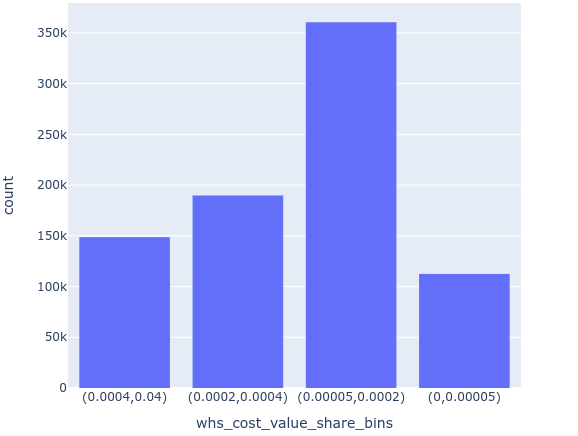 350k
300k
250k
200k
150k
100k
50k
0
count
(0.0004,0.04) (0.0002,0.0004) (0.00005,0.0002) (0,0.00005)
whs_cost_value_share_bins